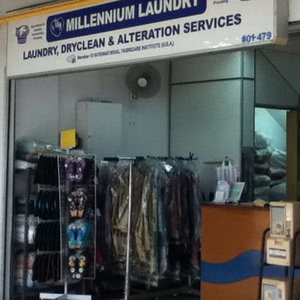 MILLENNIUM LAUNDRY
LAUNDRY, DRYCLEAN & ALTERATION SERVICES
Member of INTERNATIONAL FABRICARE INSTITUTE (U.S.A.)
#01-479